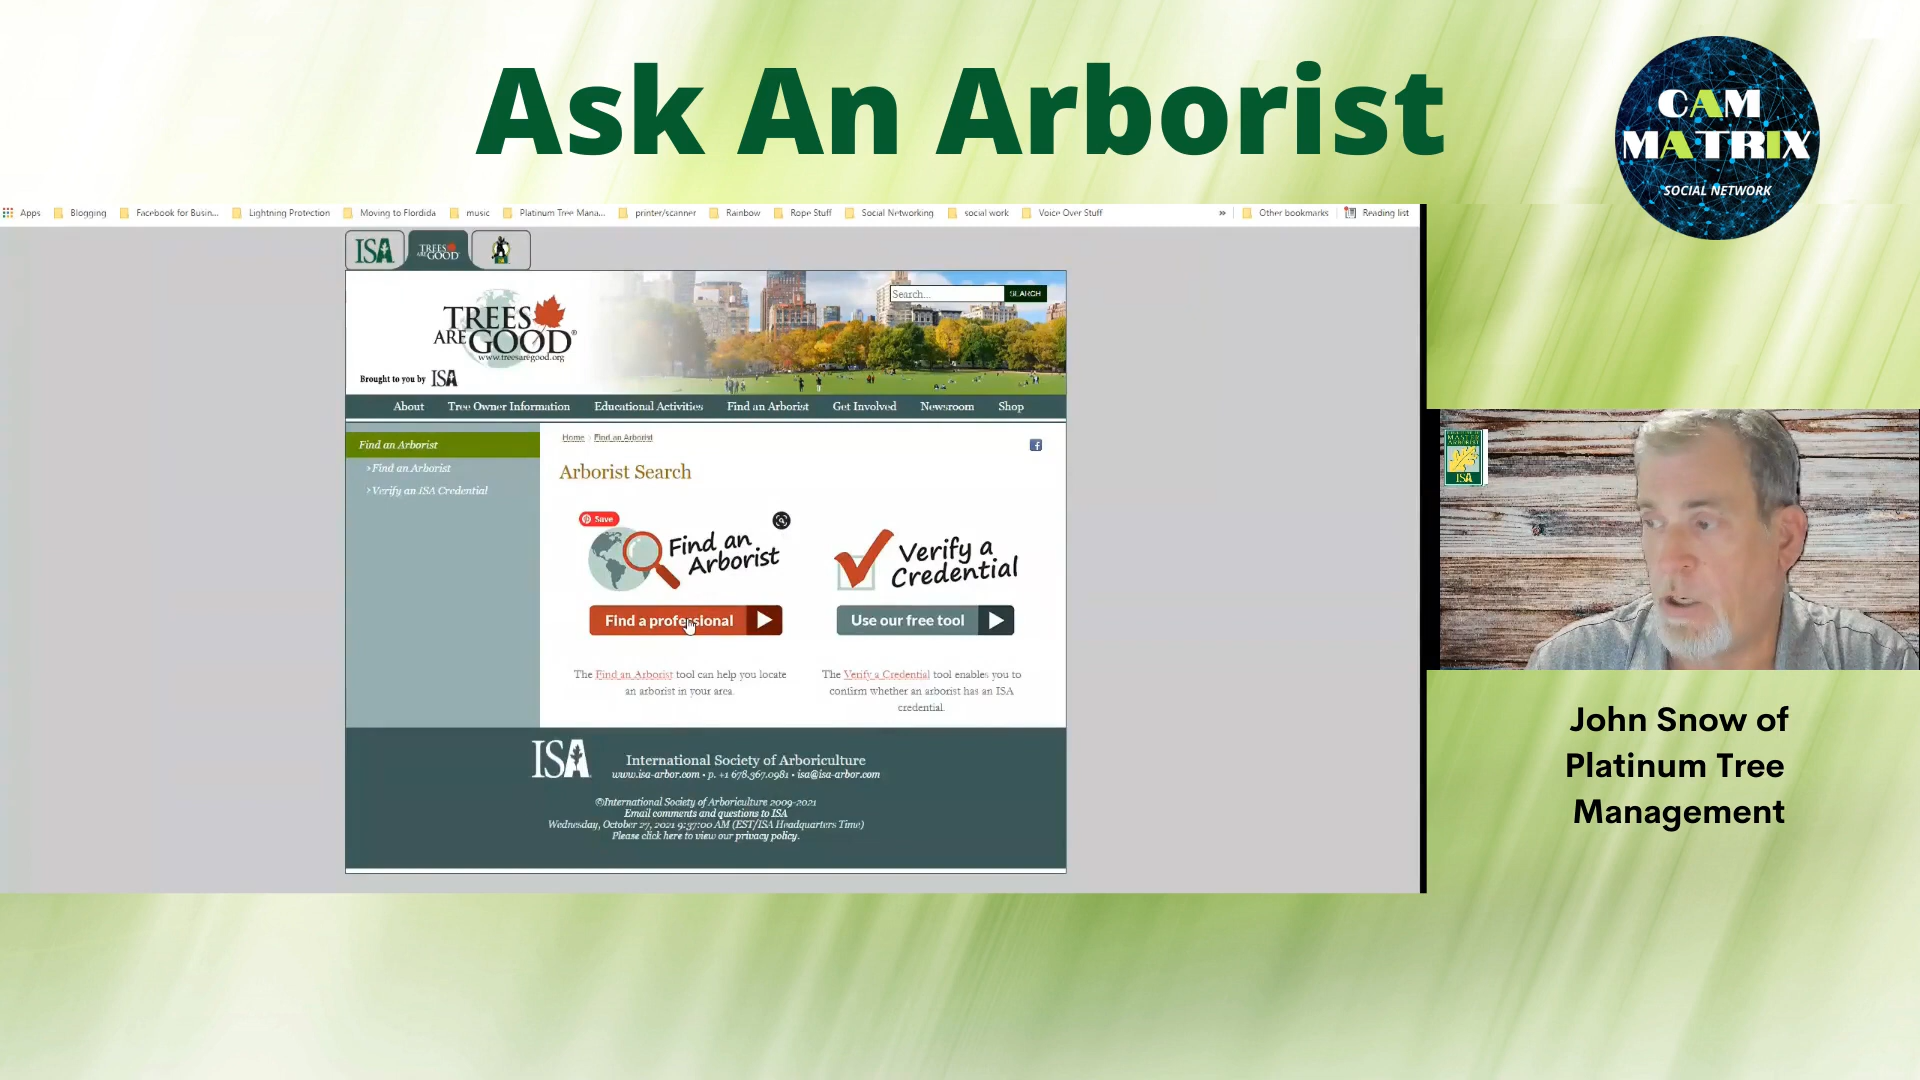 Ask An Arborist
CAM
MATRIX
SOCIAL NETWORK
Apps Blogging Facebook for Busin... Lightning Protection Moving to Flordida music Platinum Tree Mana... printer/scanner Rainbow Rope Stuff Social Networking social work Voice Over Stuff » Other bookmarks Reading list
ISA TREES ARE GOOD
Search... SEARCH
TREES
ARE GOOD®
www.treesaregood.org
Brought to you by ISA
About Tree Owner Information Educational Activities Find an Arborist Get Involved Newsroom Shop
Find an Arborist
› Find an Arborist
› Verify an ISA Credential
Home › Find an Arborist
Arborist Search
Save
Find an
Arborist
Verify a
Credential
Find a professional
Use our free tool
The Find an Arborist tool can help you locate
an arborist in your area.
The Verify a Credential tool enables you to
confirm whether an arborist has an ISA
credential.
ISA
International Society of Arboriculture
www.isa-arbor.com • p. +1 678.367.0981 • isa@isa-arbor.com
©International Society of Arboriculture 2009-2021
Email comments and questions to ISA
Wednesday, October 27, 2021 9:37:00 AM (EST/ISA Headquarters Time)
Please click here to view our privacy policy.
MASTER
ARBORIST
ISA
John Snow of
Platinum Tree
Management